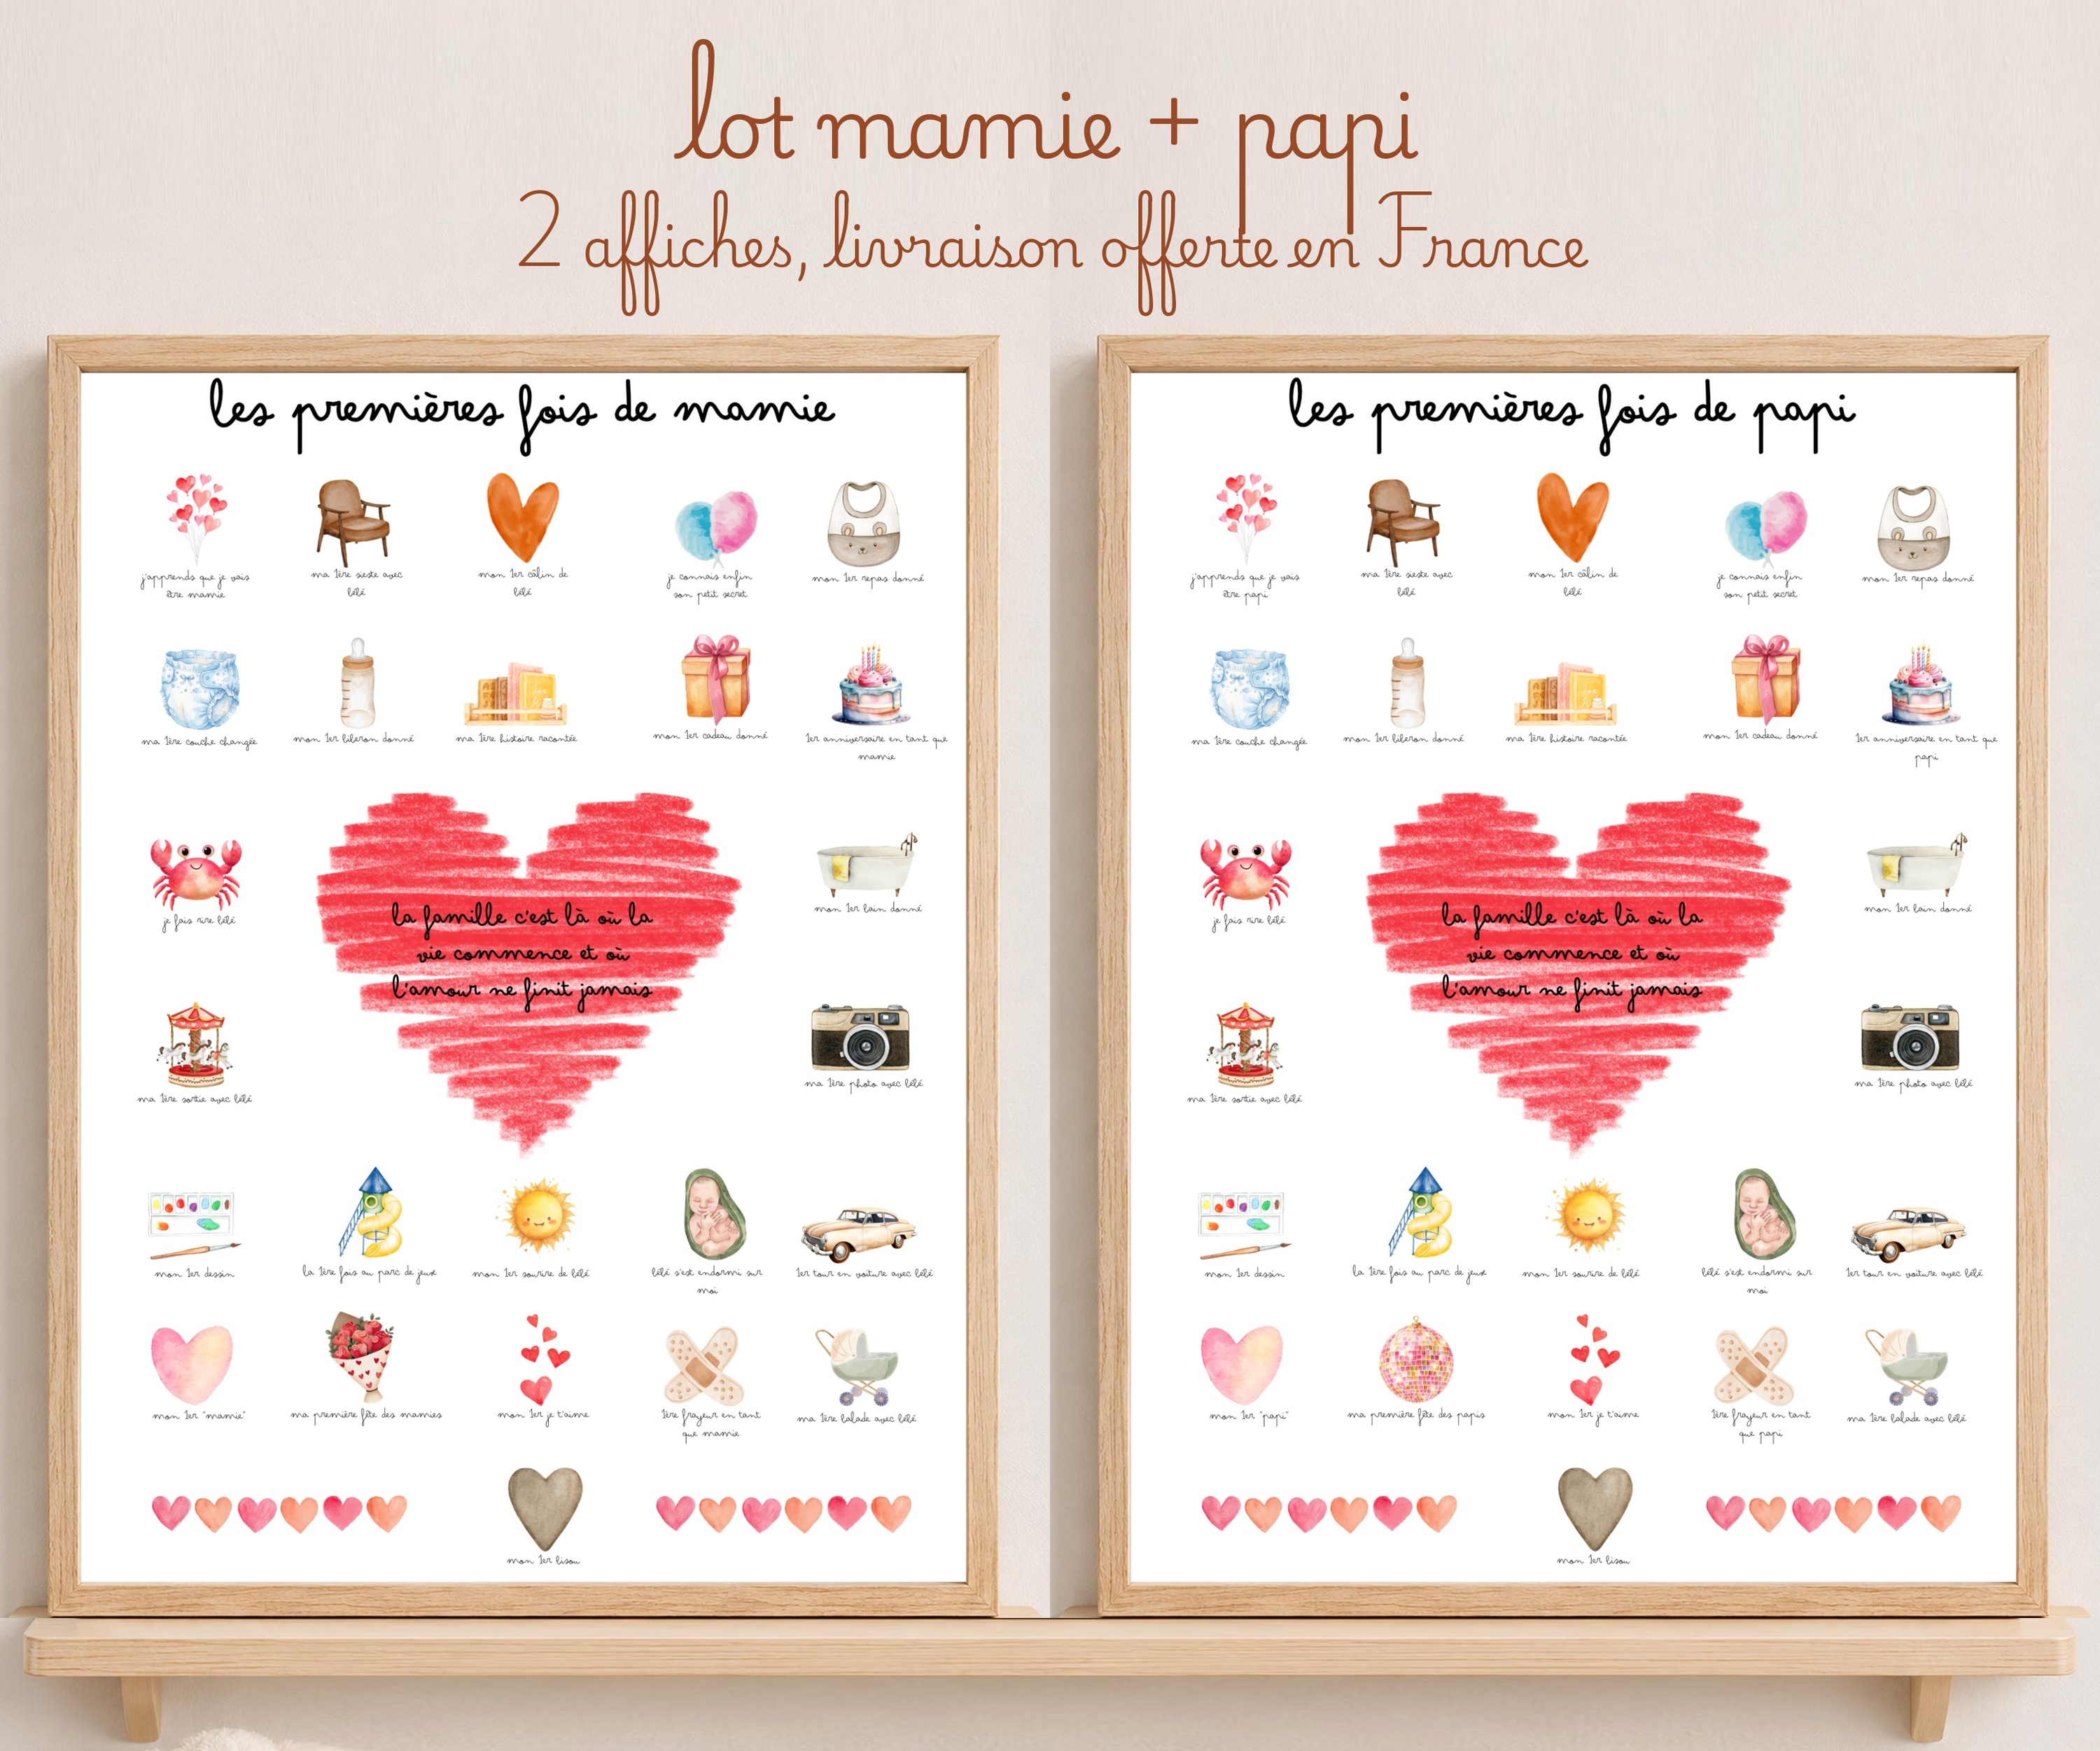 lot mamie + papi
2 affiches, livraison offerte en France
les premières fois de mamie
j'apprends que je vais
être mamie
ma 1ère sieste avec
bébé
mon 1er câlin de
bébé
je connais enfin
son petit secret
mon 1er repas donné
ma 1ère couche changée
mon 1er biberon donné
ma 1ère histoire racontée
mon 1er cadeau donné
1er anniversaire en tant que
mamie
je fais rire bébé
mon 1er bain donné
la famille c'est là où la
vie commence et où
l'amour ne finit jamais
ma 1ère sortie avec bébé
ma 1ère photo avec bébé
mon 1er dessin
la 1ère fois au parc de jeux
mon 1er sourire de bébé
bébé s'est endormi sur
moi
1er tour en voiture avec bébé
mon 1er "mamie"
ma première fête des mamies
mon 1er je t'aime
1ère frayeur en tant
que mamie
ma 1ère balade avec bébé
mon 1er bisou
les premières fois de papi
j'apprends que je vais
être papi
ma 1ère sieste avec
bébé
mon 1er câlin de
bébé
je connais enfin
son petit secret
mon 1er repas donné
ma 1ère couche changée
mon 1er biberon donné
ma 1ère histoire racontée
mon 1er cadeau donné
1er anniversaire en tant que
papi
je fais rire bébé
mon 1er bain donné
la famille c'est là où la
vie commence et où
l'amour ne finit jamais
ma 1ère sortie avec bébé
ma 1ère photo avec bébé
mon 1er dessin
la 1ère fois au parc de jeux
mon 1er sourire de bébé
bébé s'est endormi sur
moi
1er tour en voiture avec bébé
mon 1er "papi"
ma première fête des papis
mon 1er je t'aime
1ère frayeur en tant
que papi
ma 1ère balade avec bébé
mon 1er bisou